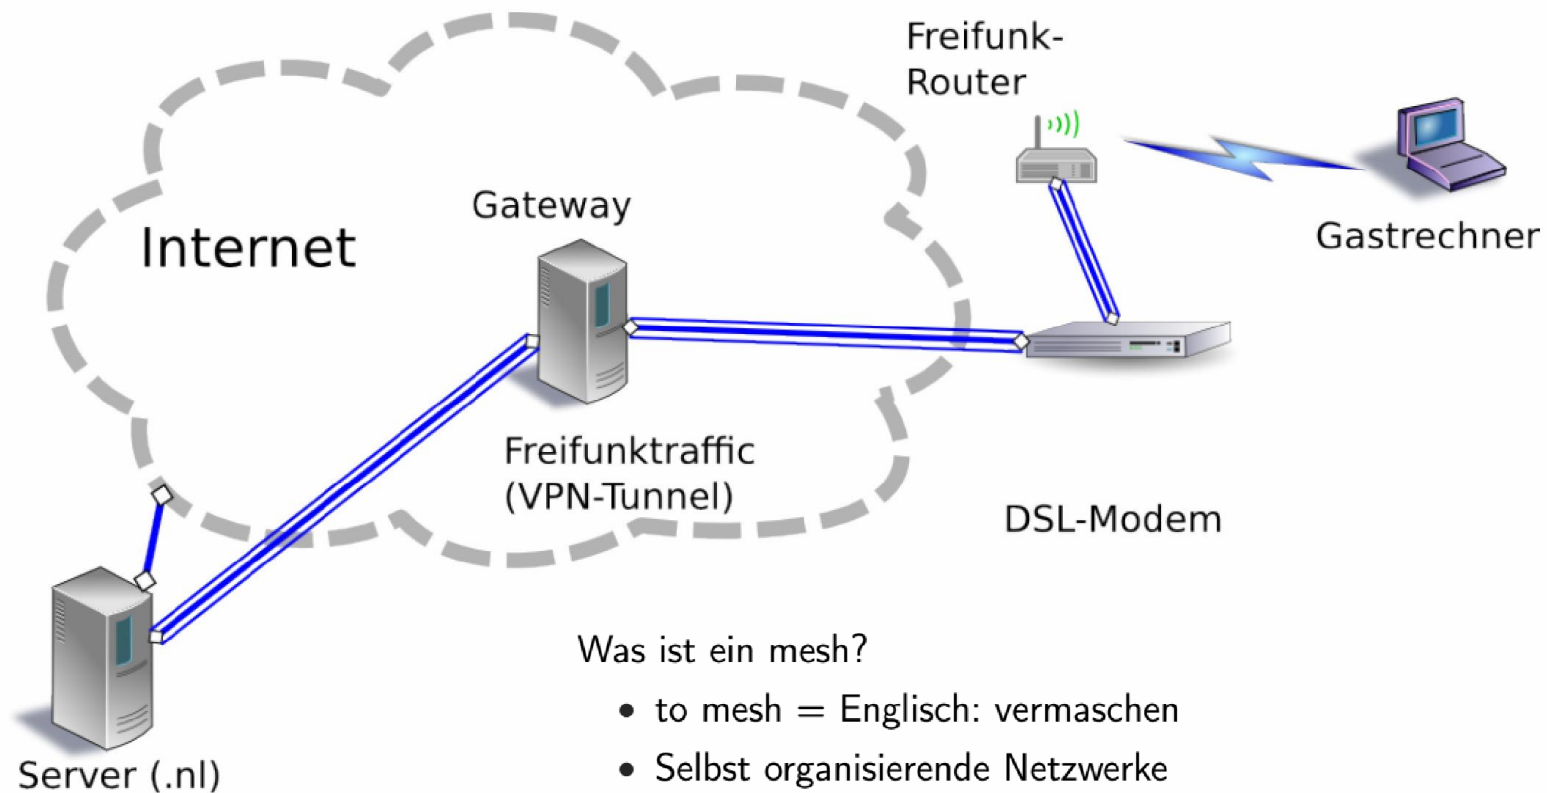 Freifunk-
Router
Gateway
Internet
Gastrechner
Freifunktraffic
(VPN-Tunnel)
DSL-Modem
Was ist ein mesh?
• to mesh = Englisch: vermaschen
• Selbst organisierende Netzwerke
Server (.nl)